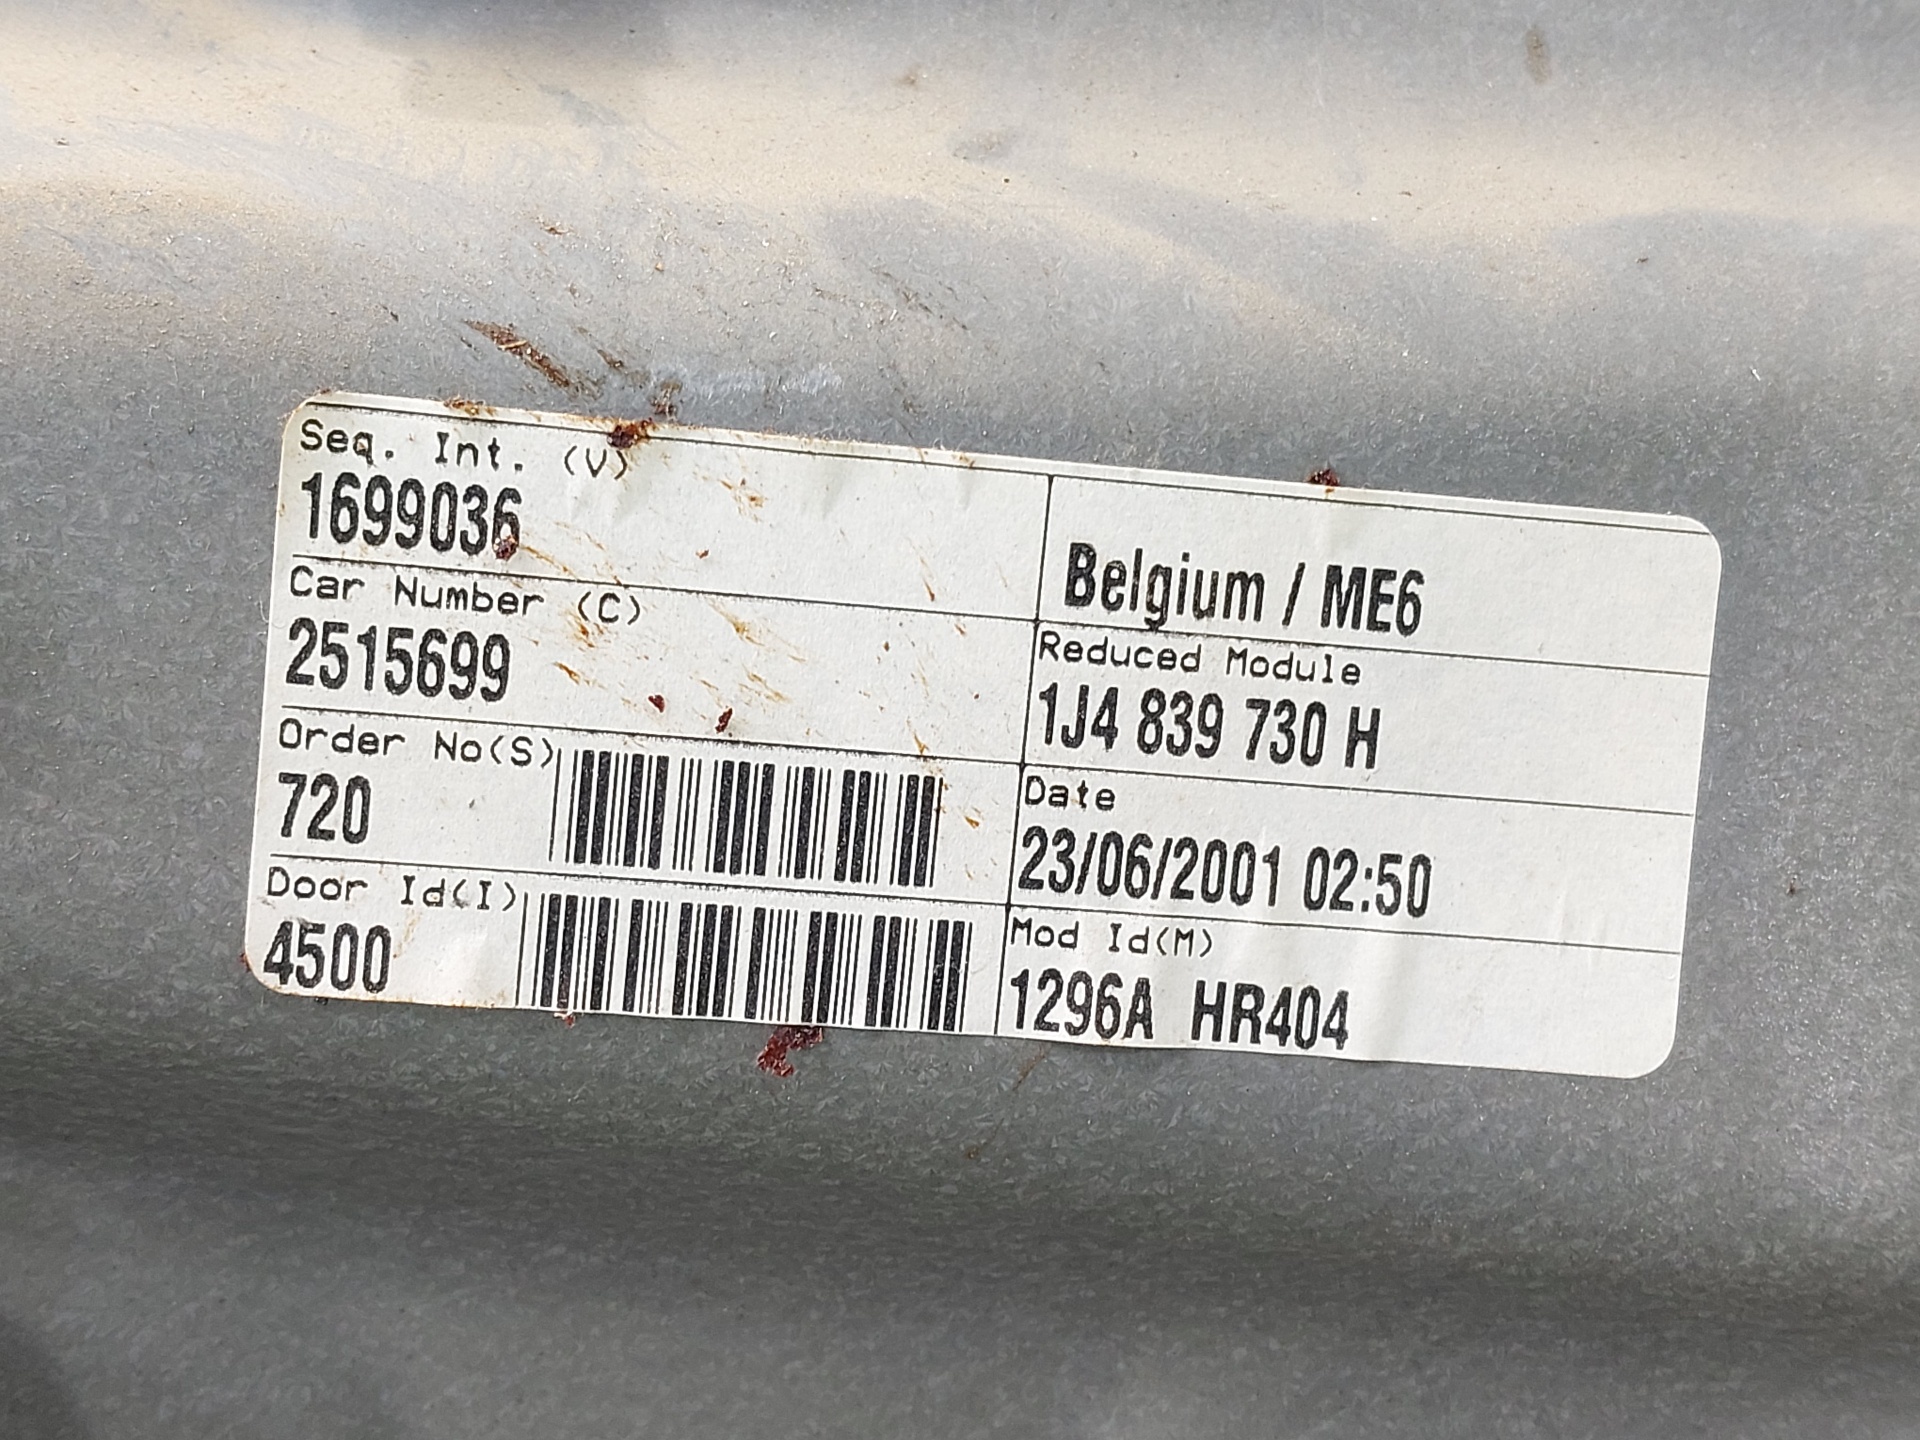 Seq. Int. (V)
1699036
Car Number (C)
2515699
Order No(S)
720
Door Id(I)
4500
Belgium / ME6
Reduced Module
1J4 839 730 H
Date
23/06/2001 02:50
Mod Id(M)
1296A HR404